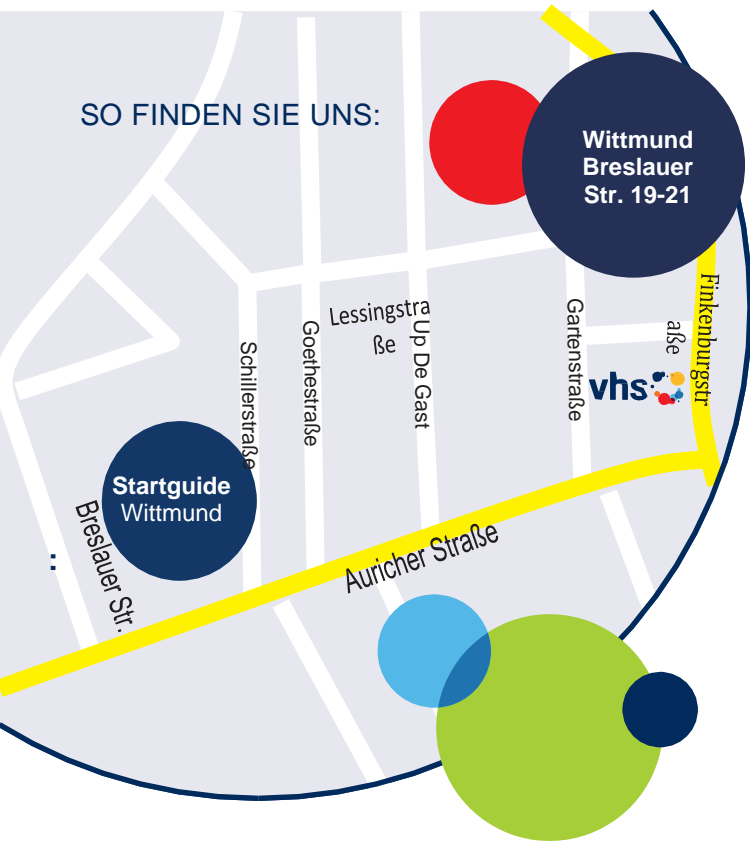 SO FINDEN SIE UNS:
Wittmund
Breslauer
Str. 19-21
Lessingstra
ße
Finkenburgstr
aße
Schillerstraße
Goethestraße
Up De Gast
Gartenstraße
vhs
Startguide
Wittmund
:
Breslauer Str.
Auricher Straße